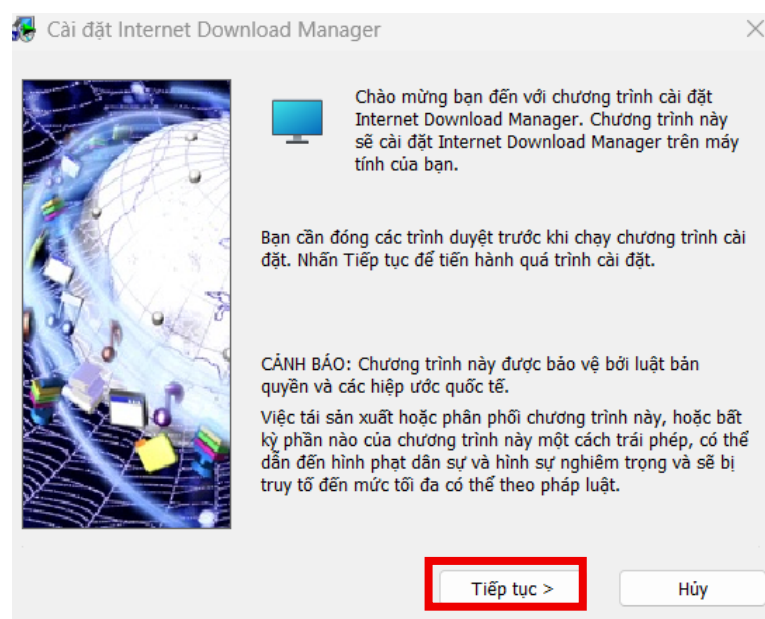 Cài đặt Internet Download Manager
Chào mừng bạn đến với chương trình cài đặt
Internet Download Manager. Chương trình này
sẽ cài đặt Internet Download Manager trên máy
tính của bạn.
Bạn cần đóng các trình duyệt trước khi chạy chương trình cài
đặt. Nhấn Tiếp tục để tiến hành quá trình cài đặt.
CẢNH BÁO: Chương trình này được bảo vệ bởi luật bản
quyền và các hiệp ước quốc tế.
Việc tái sản xuất hoặc phân phối chương trình này, hoặc bất
kỳ phần nào của chương trình này một cách trái phép, có thể
dẫn đến hình phạt dân sự và hình sự nghiêm trọng và sẽ bị
truy tố đến mức tối đa có thể theo pháp luật.
Tiếp tục >
Hủy